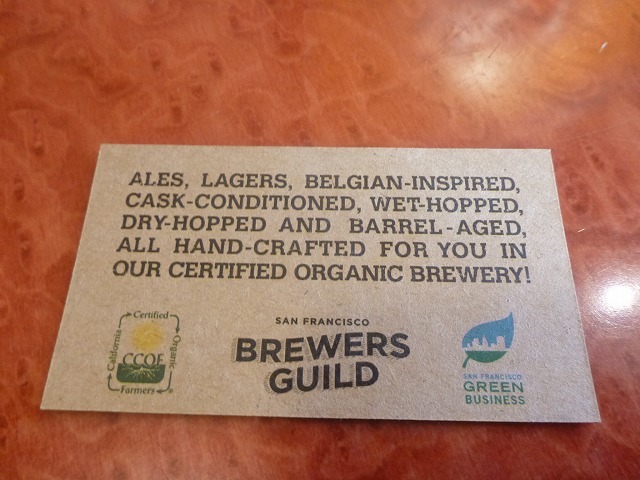 ALES, LAGERS, BELGIAN-INSPIRED,
CASK-CONDITIONED, WET-HOPPED,
DRY-HOPPED AND BARREL-AGED,
ALL HAND-CRAFTED FOR YOU IN
OUR CERTIFIED ORGANIC BREWERY!
California
Certified
Organic
Farmers
CCOF
SAN FRANCISCO
BREWERS
GUILD
SAN FRANCISCO
GREEN
BUSINESS